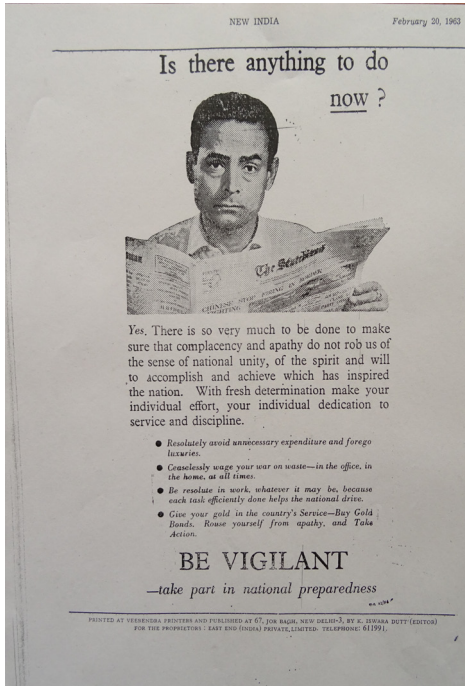 NEW INDIA
February 20, 1963
Is there anything to do
now ?
The Statesman
CHINESE STOP FIRING IN
FIGHTING
Yes. There is so very much to be done to make
sure that complacency and apathy do not rob us of
the sense of national unity, of the spirit and will
to accomplish and achieve which has inspired
the nation. With fresh determination make your
individual effort, your individual dedication to
service and discipline.
● Resolutely avoid unnecessary expenditure and forego
luxuries.
● Ceaselessly wage your war on waste—in the office, in
the home, at all times.
● Be resolute in work, whatever it may be, because
each task efficiently done helps the national drive.
● Give your gold in the country's Service—Buy Gold
Bonds. Rouse yourself from apathy, and Take
Action.
BE VIGILANT
—take part in national preparedness
PRINTED AT VEERENDRA PRINTERS AND PUBLISHED AT 67, JOR BAGH, NEW DELHI-3, BY K. ISWARA DUTT (EDITOR)
FOR THE PROPRIETORS : EAST END (INDIA) PRIVATE, LIMITED. TELEPHONE: 611991.